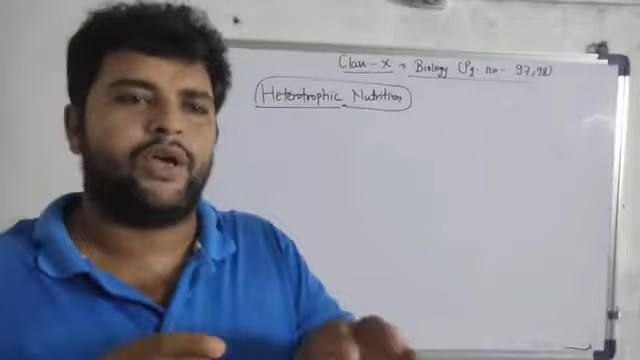 Class - X → Biology (Pg. no - 97,98)
Heterotrophic Nutrition